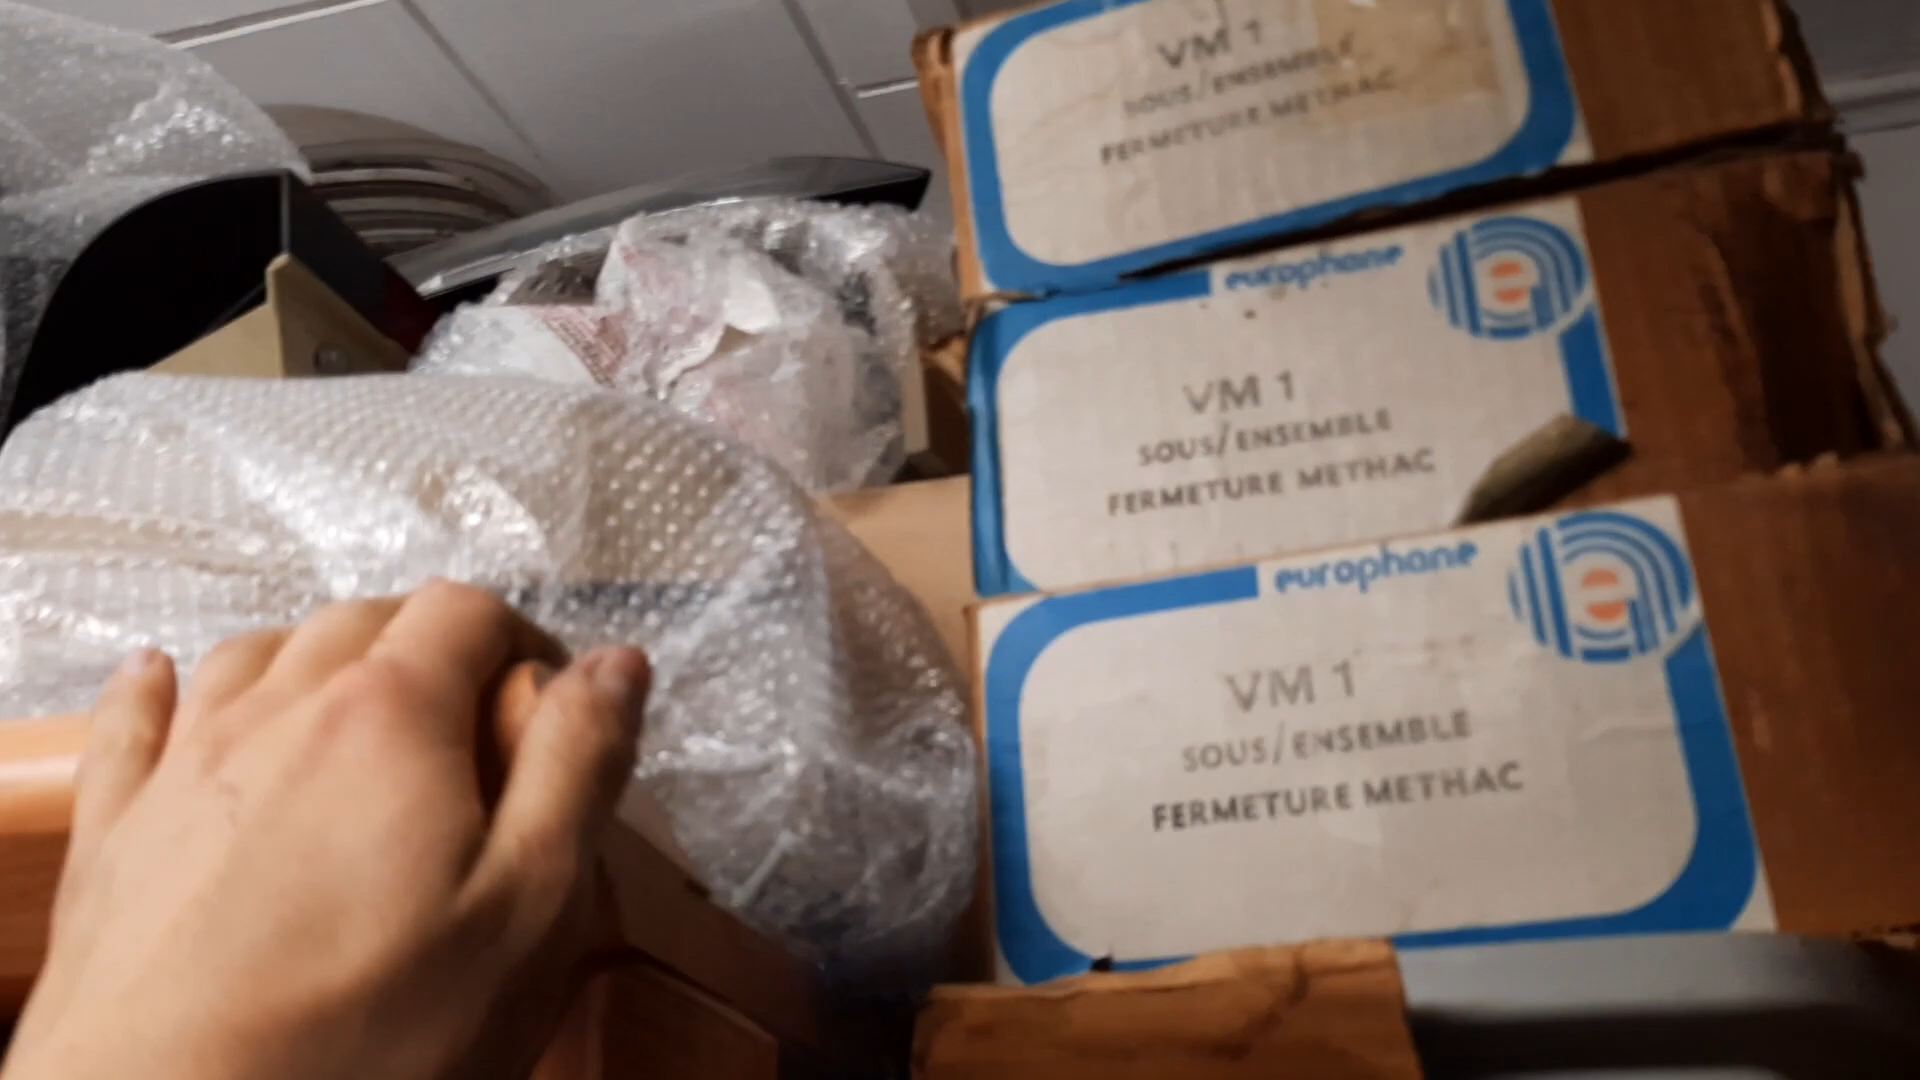 VM 1
SOUS/ENSEMBLE
FERMETURE METHAC
europhane
e
VM 1
SOUS/ENSEMBLE
FERMETURE METHAC
europhane
e
VM 1
SOUS/ENSEMBLE
FERMETURE METHAC